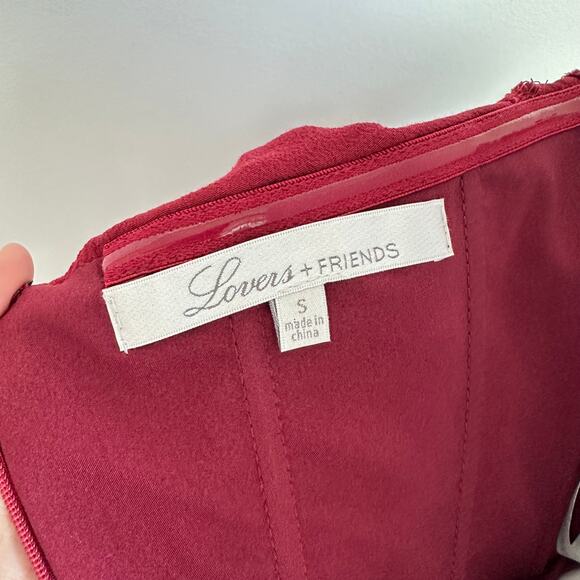 Lovers + FRIENDS
S
made in
china